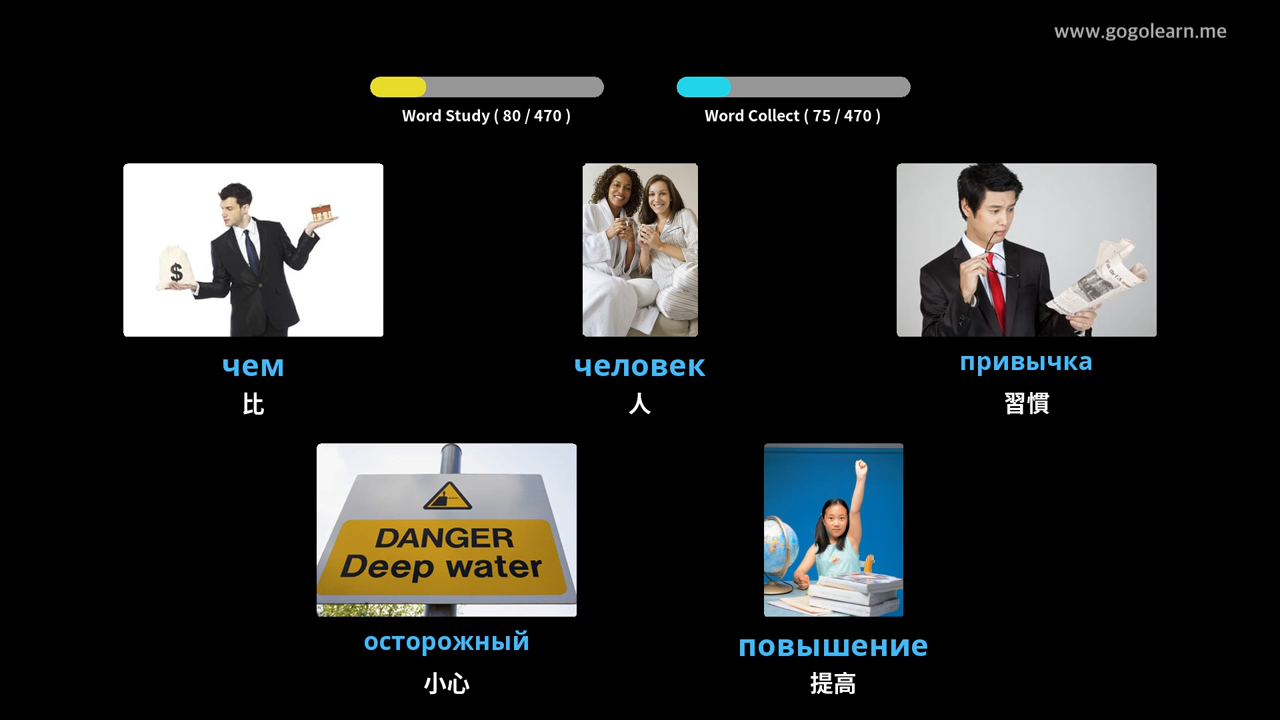 www.gogolearn.me
Word Study ( 80 / 470 )
Word Collect ( 75 / 470 )
$
чем
比
человек
人
привычка
習慣
DANGER
Deep water
осторожный
小心
повышение
提高